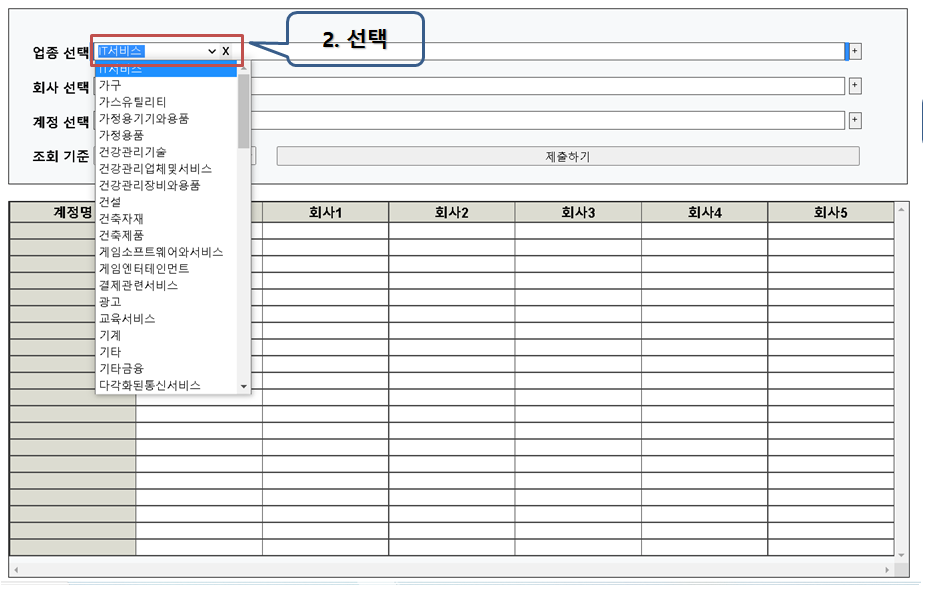 2. 선택
업종 선택 IT서비스 X +
IT서비스
회사 선택 +
가구
가스유틸리티
계정 선택 +
가정용기기와용품
가정용품
조회 기준 제출하기
건강관리기술
건강관리업체및서비스
건강관리장비와용품
건설
건축자재
건축제품
게임소프트웨어와서비스
게임엔터테인먼트
결제관련서비스
광고
교육서비스
기계
기타
기타금융
다각화된통신서비스
계정명 회사1 회사2 회사3 회사4 회사5